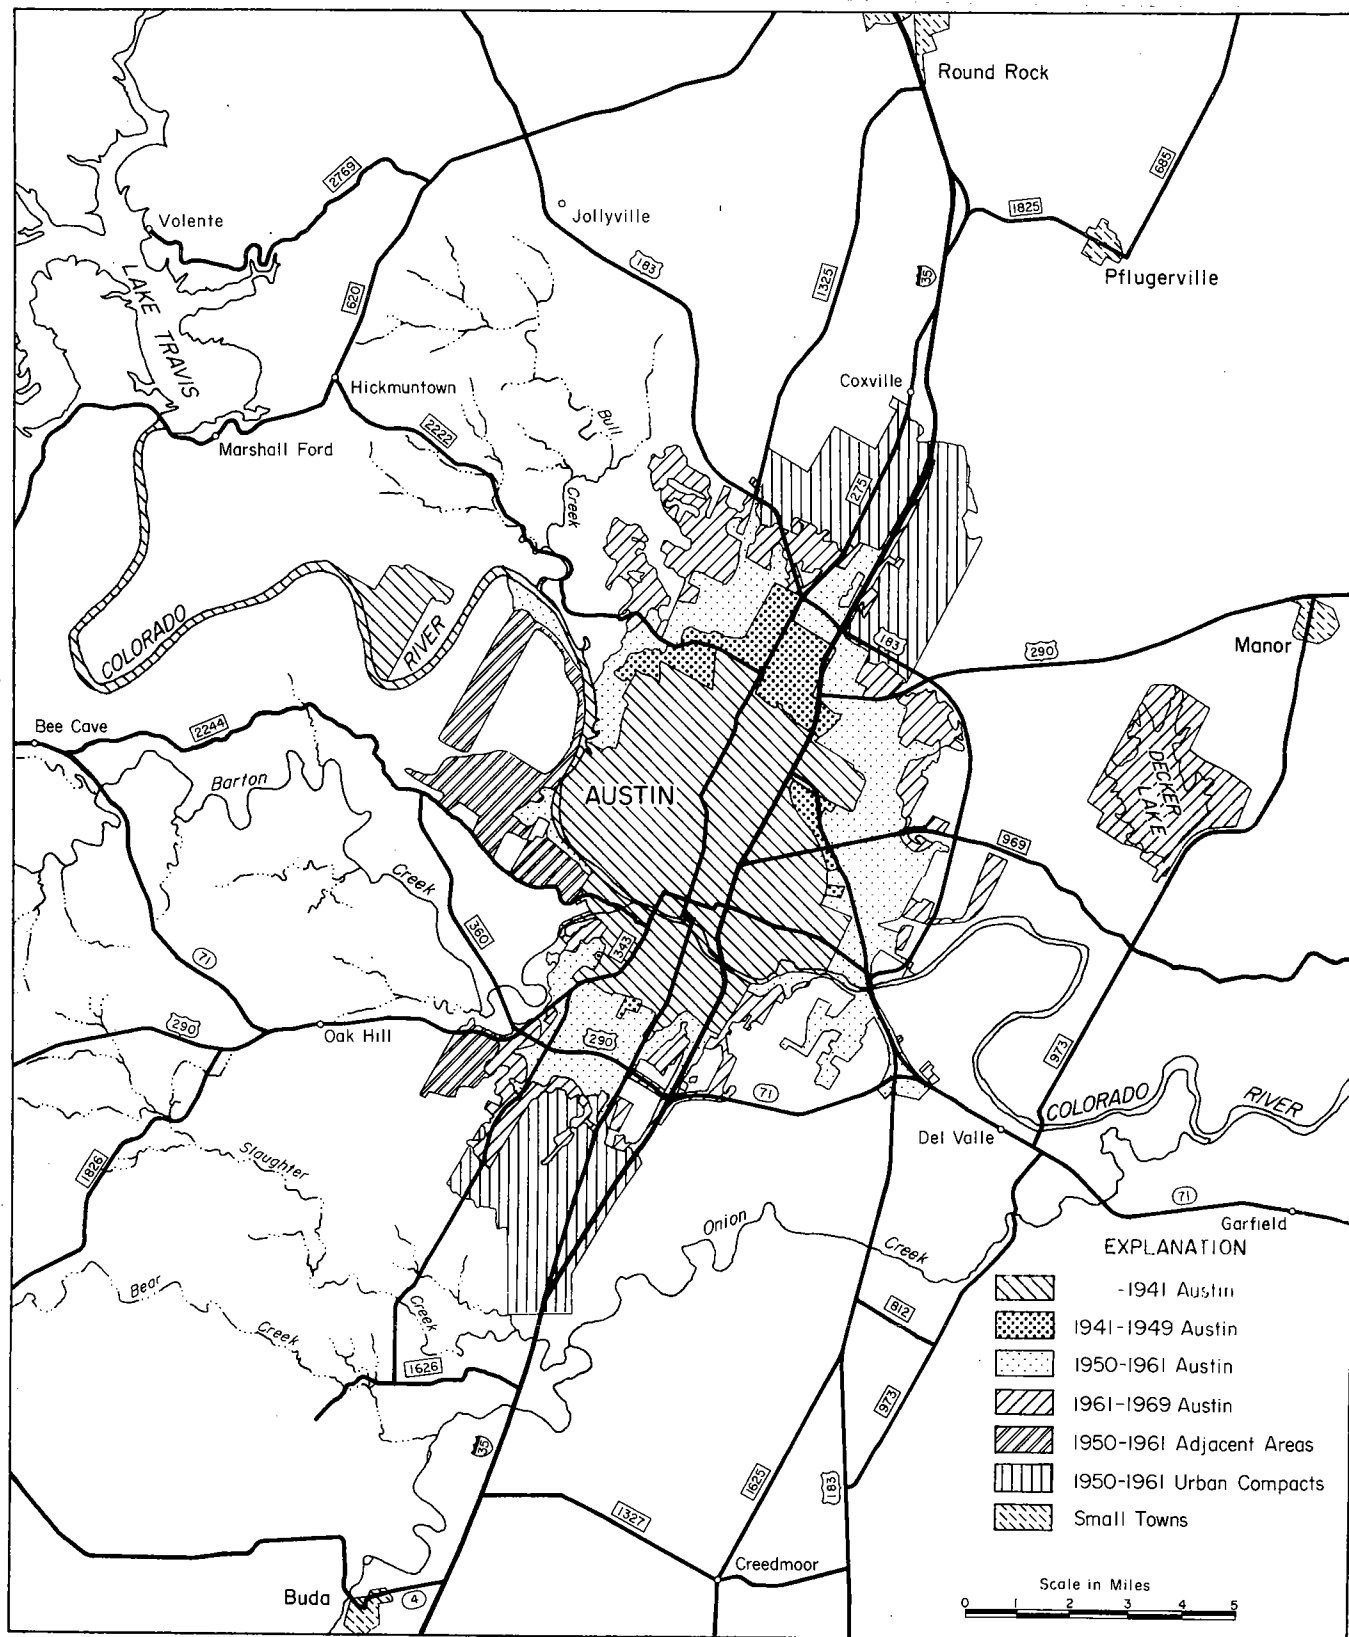 Round Rock
685
2769
1825
Volente
Jollyville
183
35
1325
Pflugerville
LAKE TRAVIS
620
Coxville
Hickmuntown
Bull
2222
Marshall Ford
Creek
275
COLORADO
RIVER
183
290
Manor
Bee Cave
2244
Barton
DECKER
LAKE
AUSTIN
969
Creek
360
343
71
290
Oak Hill
290
973
71
COLORADO
RIVER
Del Valle
Slaughter
1826
71
Onion
Garfield
Creek
EXPLANATION
Bear
-1941 Austin
Creek
812
Creek
1941-1949 Austin
1626
1950-1961 Austin
973
1961-1969 Austin
35
1950-1961 Adjacent Areas
1625
183
1950-1961 Urban Compacts
1327
Small Towns
Creedmoor
Scale in Miles
Buda
4
0 1 2 3 4 5